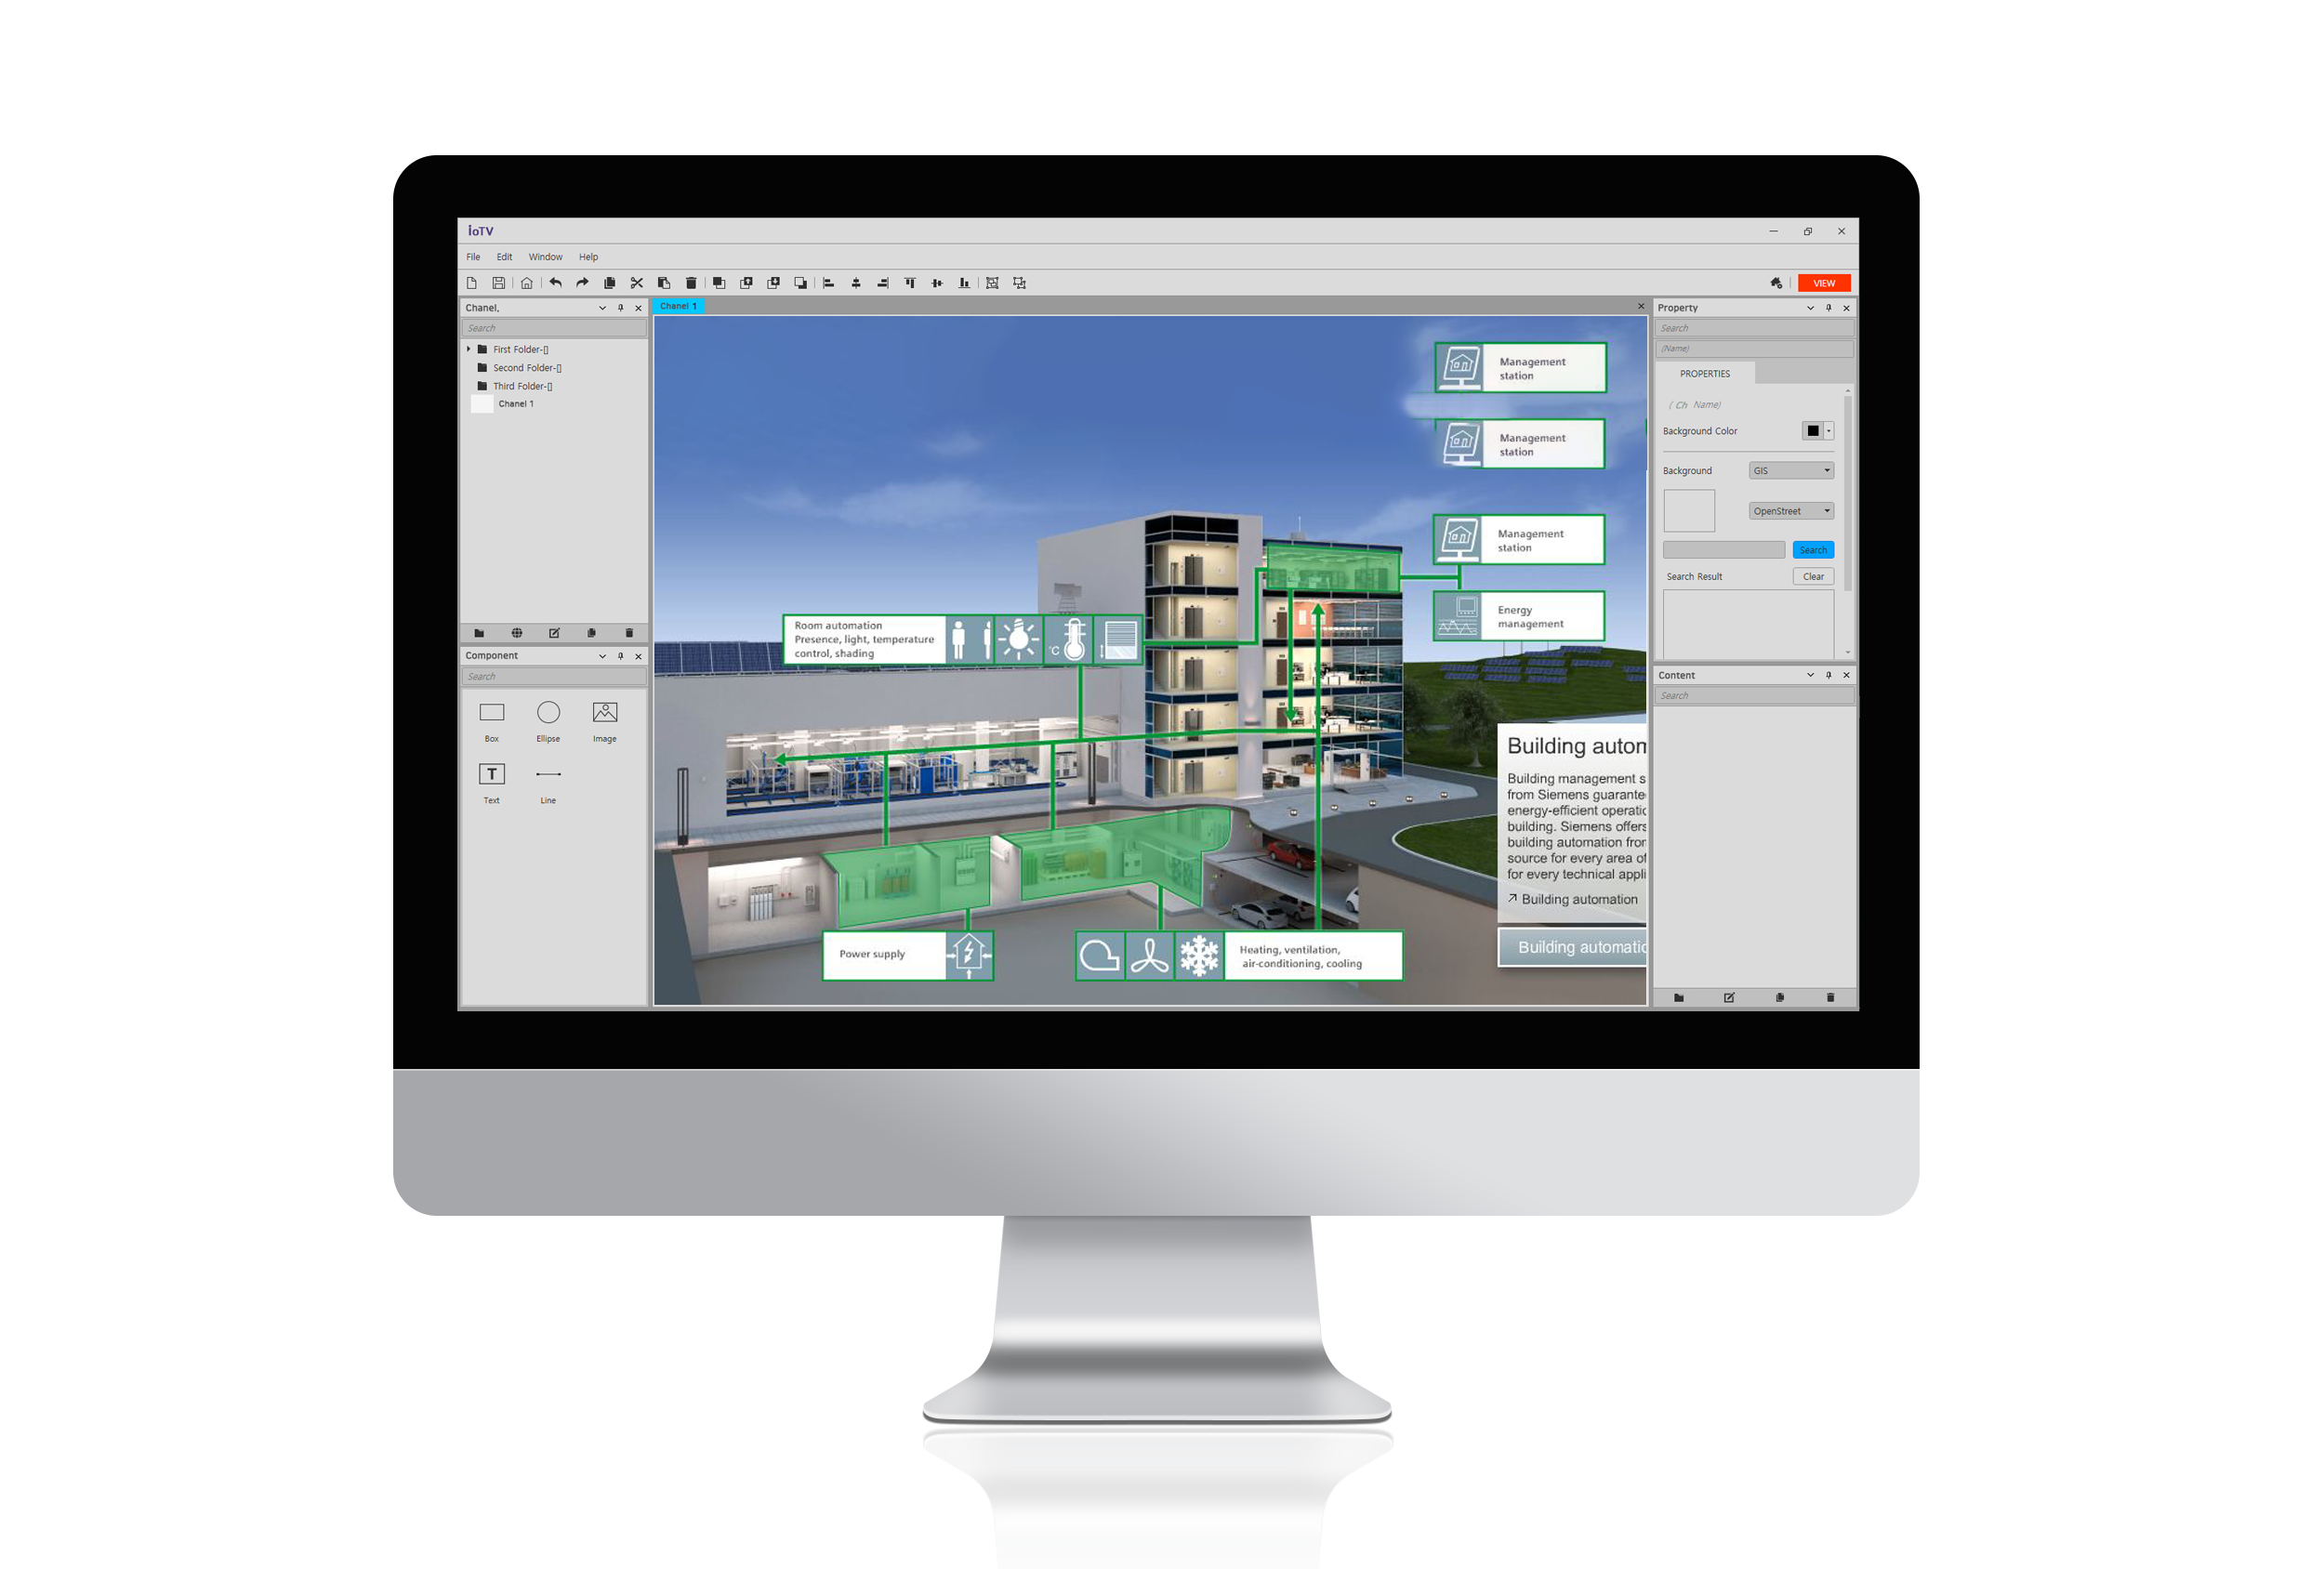 ioTV
File Edit Window Help
VIEW
Chanel.
Search
First Folder-[]
Second Folder-[]
Third Folder-[]
Chanel 1
Component
Search
Box Ellipse Image
Text Line
Chanel 1
Management
station
Management
station
Management
station
Energy
management
Room automation
Presence, light, temperature
control, shading
°C
Power supply
Heating, ventilation,
air-conditioning, cooling
Building autom
Building management s
from Siemens guarante
energy-efficient operatio
building. Siemens offers
building automation from
source for every area of
for every technical appli
Building automation
Building automatio
Property
Search
(Name)
PROPERTIES
( Ch Name)
Background Color
Background GIS
OpenStreet
Search
Search Result Clear
Content
Search